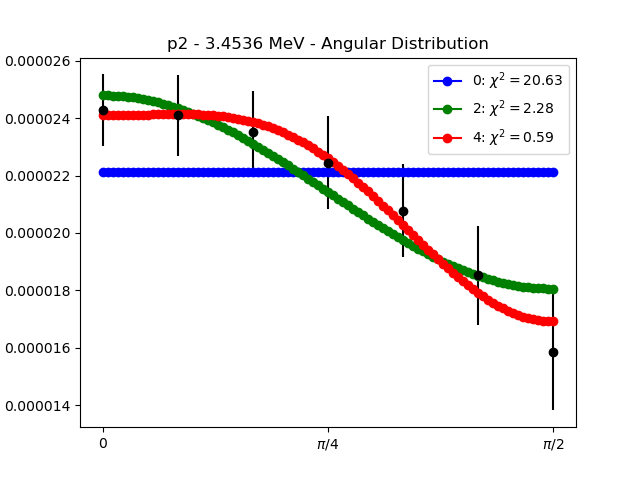 p2 - 3.4536 MeV - Angular Distribution
0.000026
0.000024
0.000022
0.000020
0.000018
0.000016
0.000014
0: χ² = 20.63
2: χ² = 2.28
4: χ² = 0.59
0
π/4
π/2